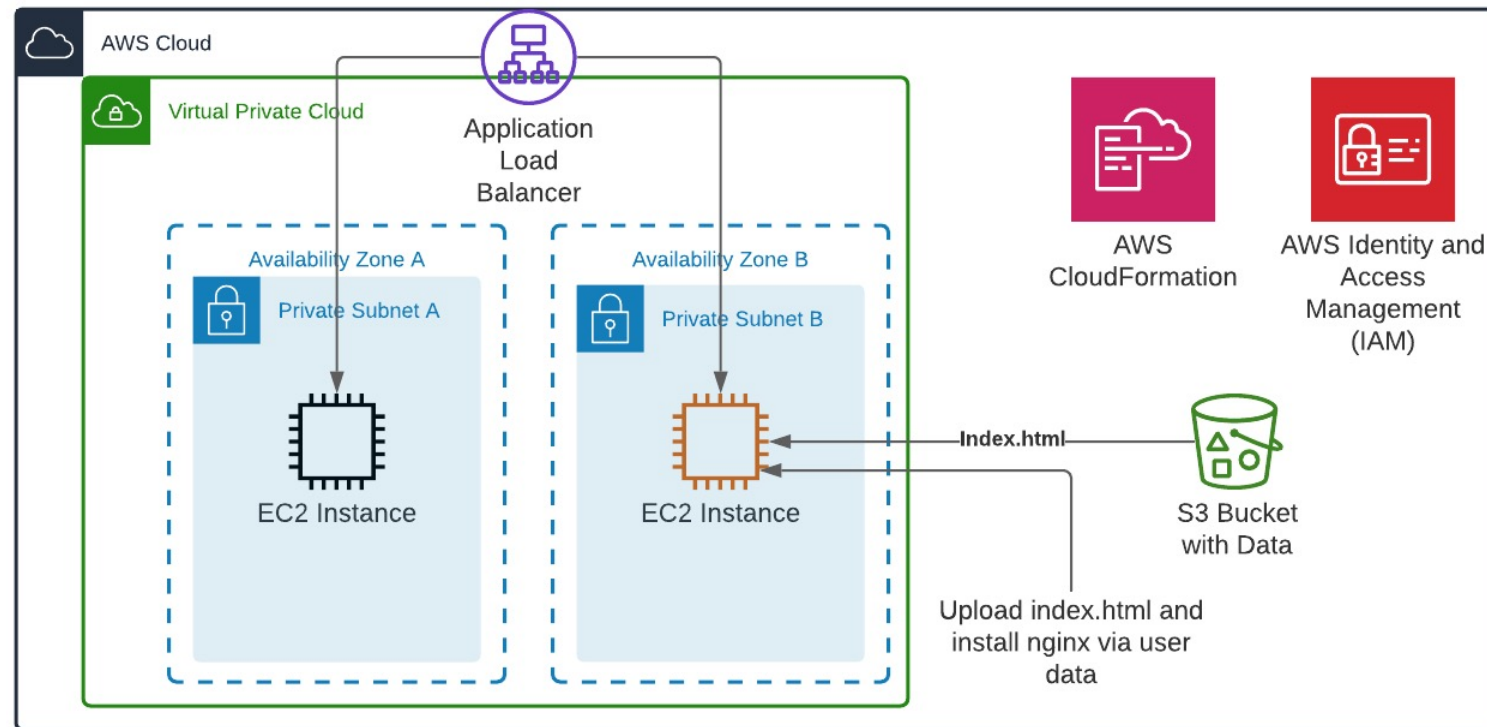 AWS Cloud
Virtual Private Cloud
Application
Load
Balancer
Availability Zone A
Private Subnet A
EC2 Instance
Availability Zone B
Private Subnet B
EC2 Instance
AWS
CloudFormation
AWS Identity and
Access
Management
(IAM)
Index.html
S3 Bucket
with Data
Upload index.html and
install nginx via user
data